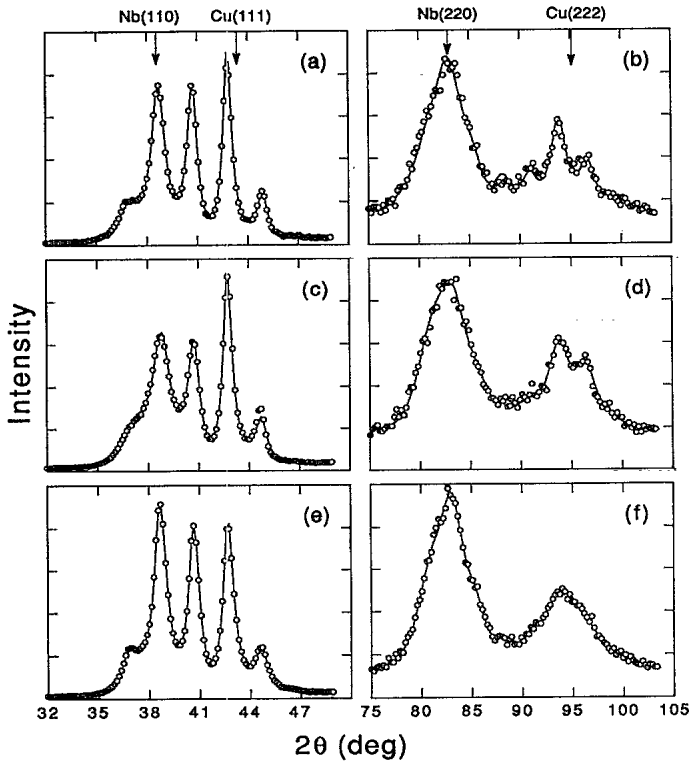 Nb(110) Cu(111) Nb(220) Cu(222)
(a) (b)
(c) (d)
Intensity
(e) (f)
32 35 38 41 44 47 75 80 85 90 95 100 105
2θ (deg)